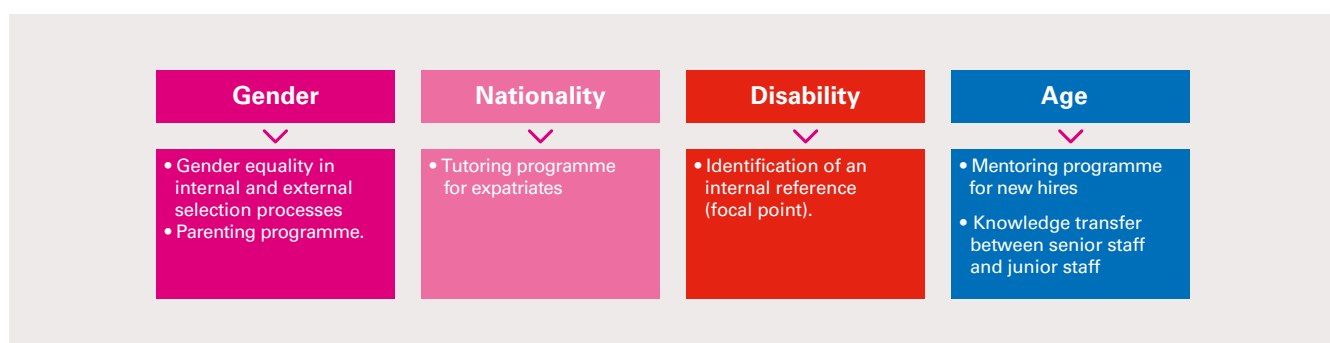 Gender
• Gender equality in
internal and external
selection processes
• Parenting programme.
Nationality
• Tutoring programme
for expatriates
Disability
• Identification of an
internal reference
(focal point).
Age
• Mentoring programme
for new hires
• Knowledge transfer
between senior staff
and junior staff